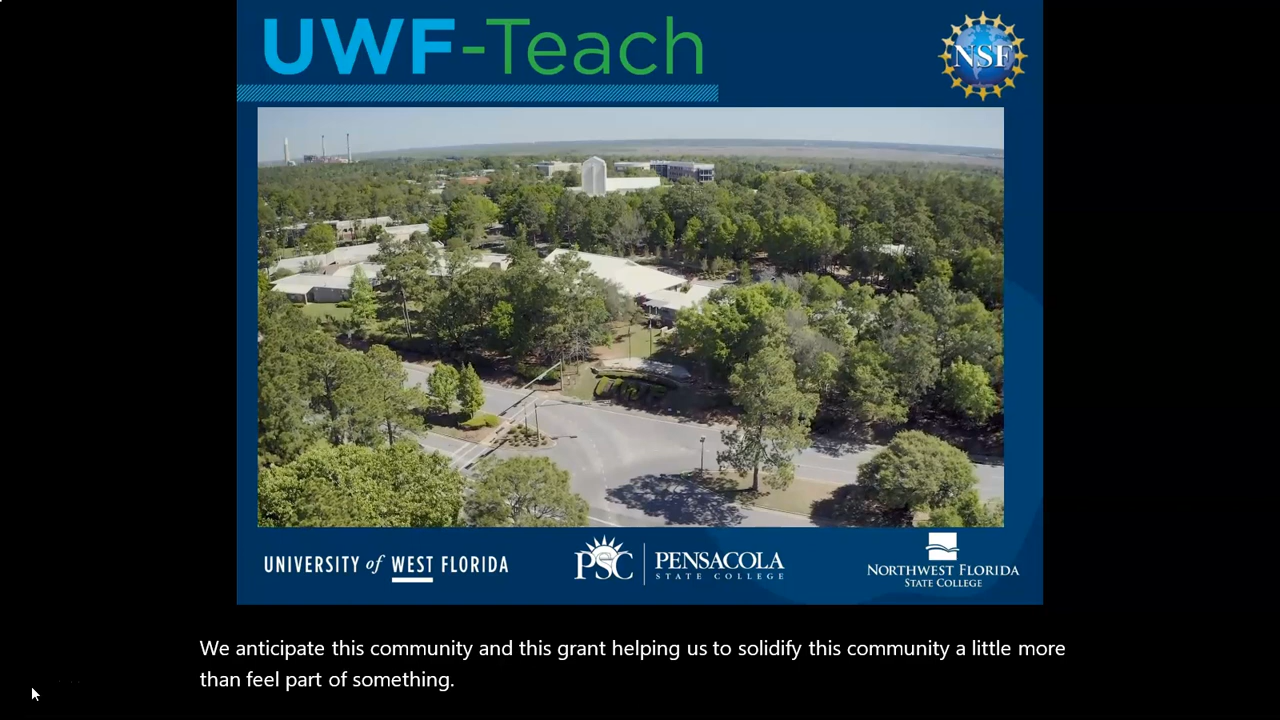 UWF-Teach
NSF
UNIVERSITY of WEST FLORIDA
PSC
PENSACOLA
STATE COLLEGE
NORTHWEST FLORIDA
STATE COLLEGE
We anticipate this community and this grant helping us to solidify this community a little more
than feel part of something.